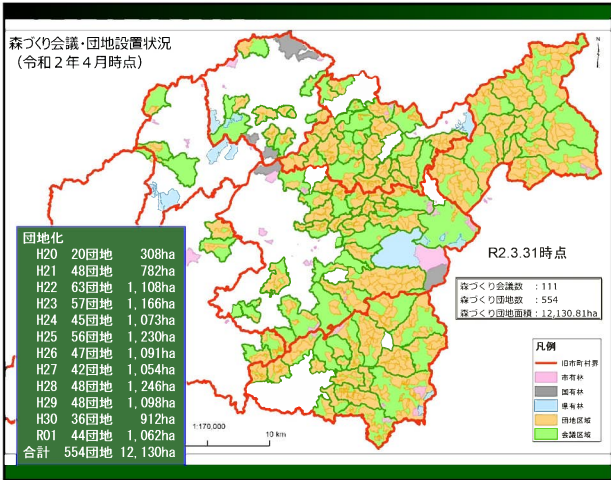 森づくり会議・団地設置状況
（令和２年４月時点）
N
R2.3.31時点
森づくり会議数　：111
森づくり団地数　：554
森づくり団地面積：12,130.81ha
団地化
H20 20団地 308ha
H21 48団地 782ha
H22 63団地 1,108ha
H23 57団地 1,166ha
H24 45団地 1,073ha
H25 56団地 1,230ha
H26 47団地 1,091ha
H27 42団地 1,054ha
H28 48団地 1,246ha
H29 48団地 1,098ha
H30 36団地 912ha
R01 44団地 1,062ha
合計 554団地 12,130ha
1:170,000
10 km
凡例
旧市町村界
市有林
国有林
県有林
団地区域
会議区域